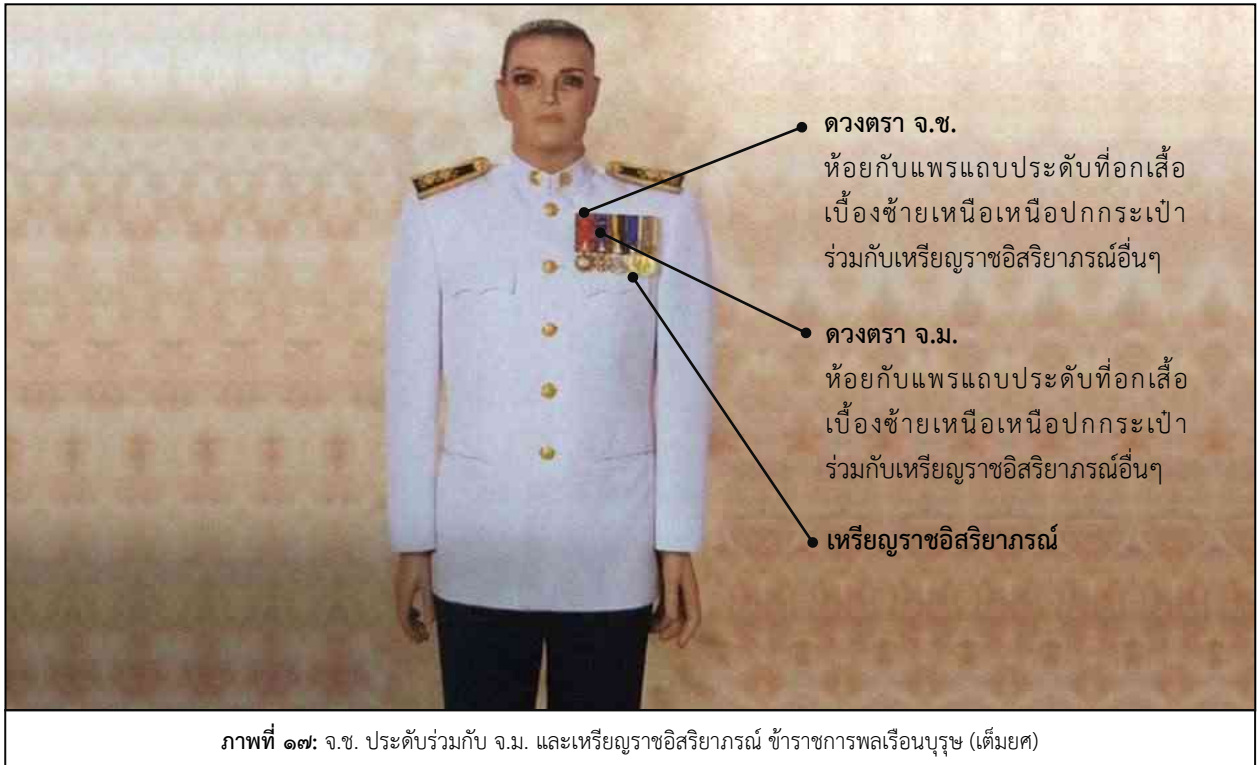 ดวงตรา จ.ช.
ห้อยกับแพรแถบประดับที่อกเสื้อ
เบื้องซ้ายเหนือเหนือปกกระเป๋า
ร่วมกับเหรียญราชอิสริยาภรณ์อื่นๆ
ดวงตรา จ.ม.
ห้อยกับแพรแถบประดับที่อกเสื้อ
เบื้องซ้ายเหนือเหนือปกกระเป๋า
ร่วมกับเหรียญราชอิสริยาภรณ์อื่นๆ
เหรียญราชอิสริยาภรณ์
ภาพที่ ๑๗: จ.ช. ประดับร่วมกับ จ.ม. และเหรียญราชอิสริยาภรณ์ ข้าราชการพลเรือนบุรุษ (เต็มยศ)